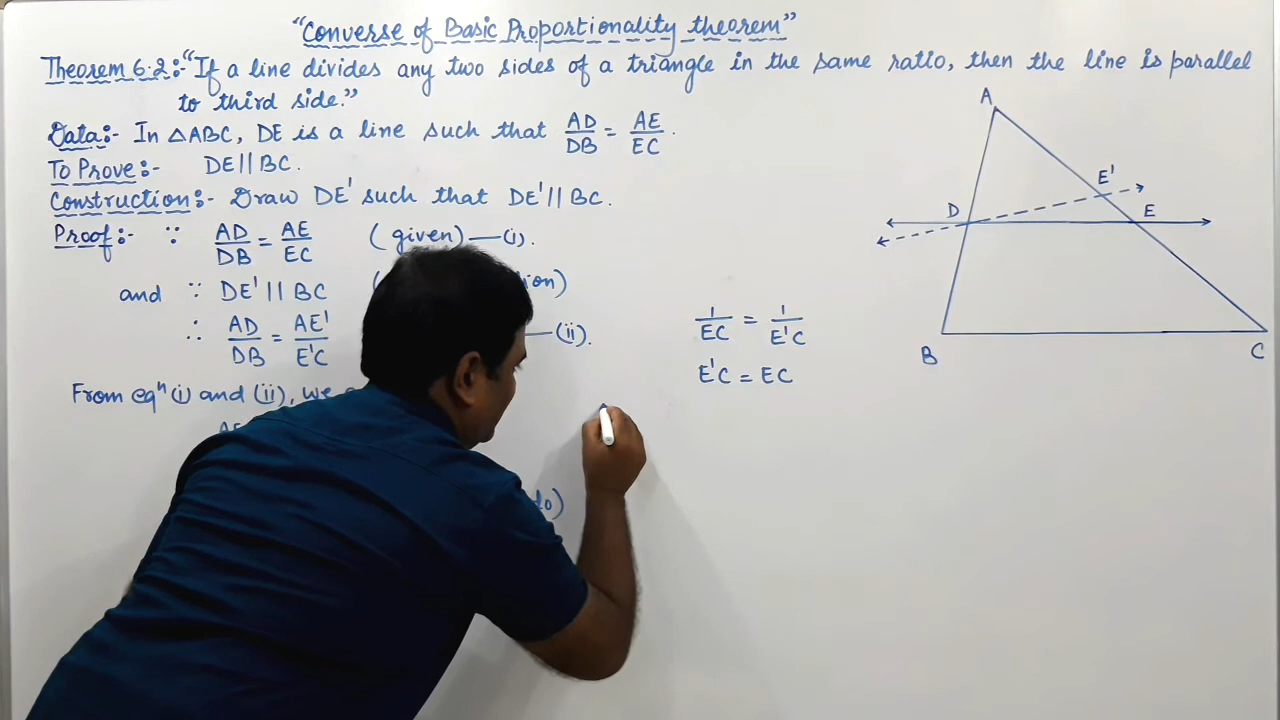 "Converse of Basic Proportionality theorem"
Theorem 6.2:- "If a line divides any two sides of a triangle in the same ratio, then the line is parallel
to third side."
Data:- In △ABC, DE is a line such that AD/DB = AE/EC.
To Prove:- DE || BC.
Construction:- Draw DE' such that DE' || BC.
Proof:- ∵ AD/DB = AE/EC (given) —(i).
and ∵ DE' || BC
∴ AD/DB = AE'/E'C —(ii).
From eqⁿ (i) and (ii), we
1/EC = 1/E'C
E'C = EC
A
E'
D
E
B
C